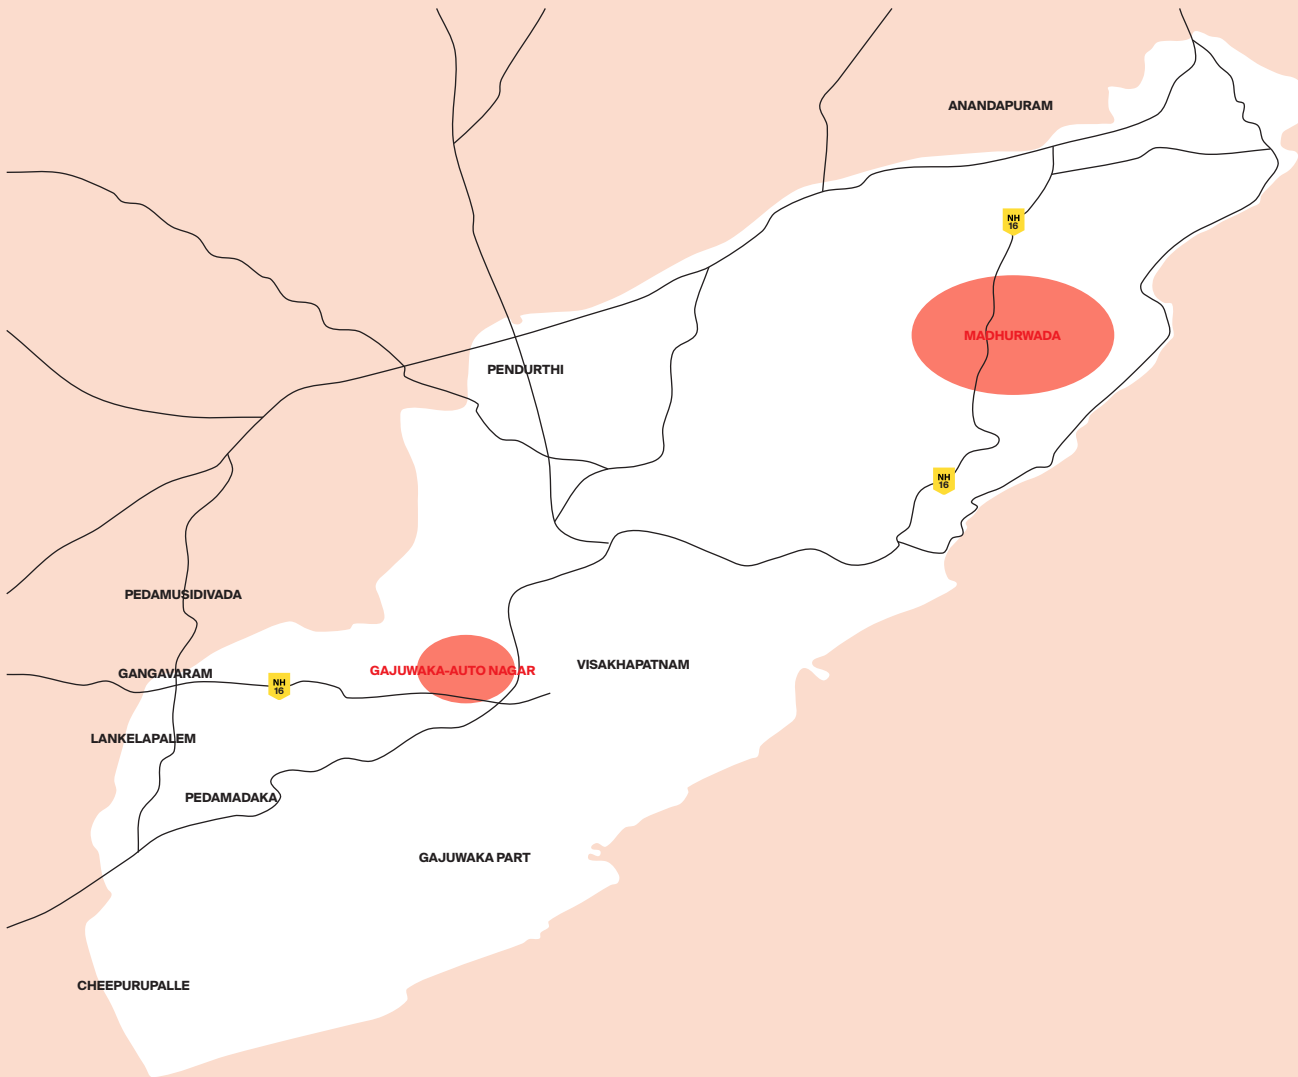 ANANDAPURAM
NH
16
MADHURWADA
PENDURTHI
NH
16
PEDAMUSIDIVADA
VISAKHAPATNAM
GAJUWAKA-AUTO NAGAR
GANGAVARAM
NH
16
LANKELAPALEM
PEDAMADAKA
GAJUWAKA PART
CHEEPURUPALLE